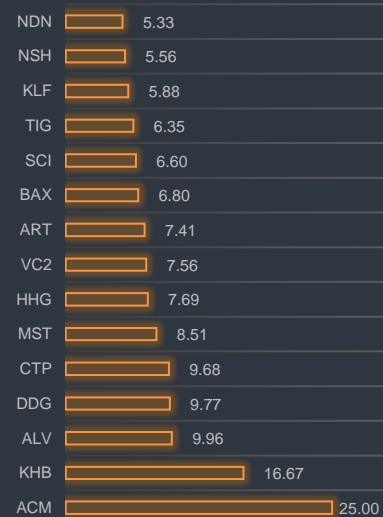 NDN 5.33
NSH 5.56
KLF 5.88
TIG 6.35
SCI 6.60
BAX 6.80
ART 7.41
VC2 7.56
HHG 7.69
MST 8.51
CTP 9.68
DDG 9.77
ALV 9.96
KHB 16.67
ACM 25.00